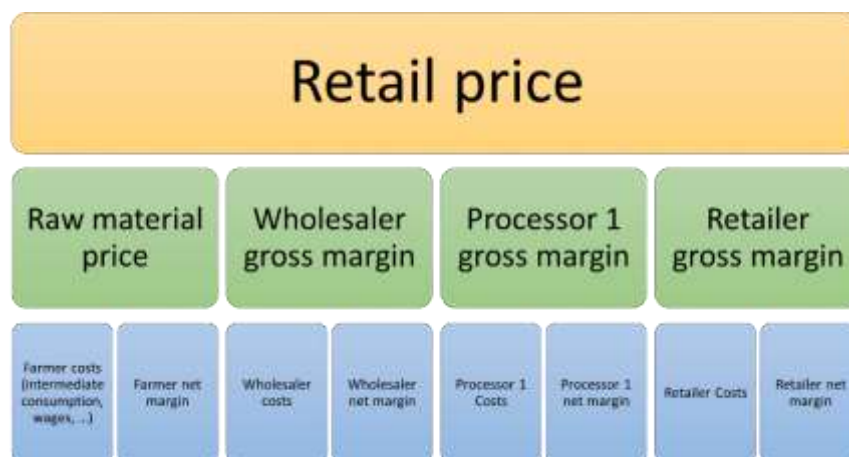 Retail price
Raw material
price
Wholesaler
gross margin
Processor 1
gross margin
Retailer
gross margin
Farmer costs
(intermediate
consumption,
wages, ...)
Farmer net
margin
Wholesaler
costs
Wholesaler
net margin
Processor 1
Costs
Processor 1
net margin
Retailer Costs
Retailer net
margin